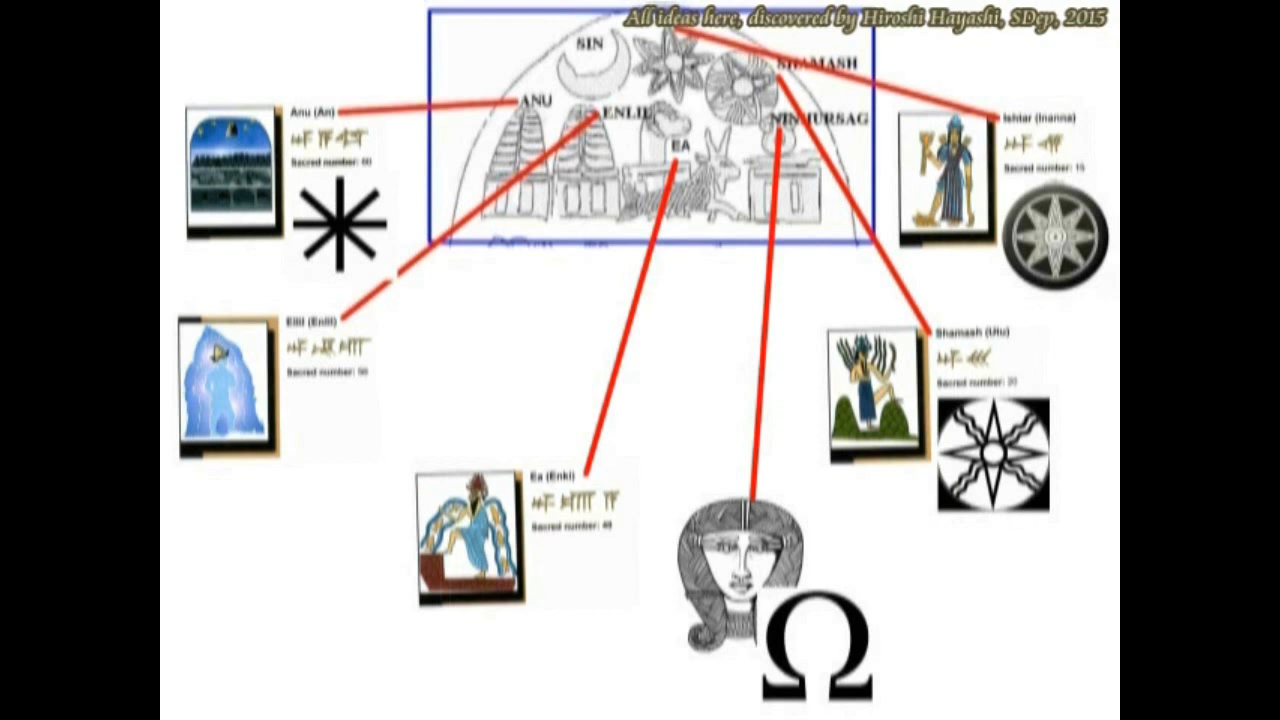 All ideas here, discovered by Hiroshi Hayashi, SDep, 2015
SIN
SHAMASH
ANU
ENLIL
NINHURSAG
EA
Anu (An)
Sacred number: 60
Ishtar (Inanna)
Sacred number: 15
Ellil (Enlil)
Sacred number: 50
Shamash (Utu)
Sacred number: 20
Ea (Enki)
Sacred number: 40
Ω